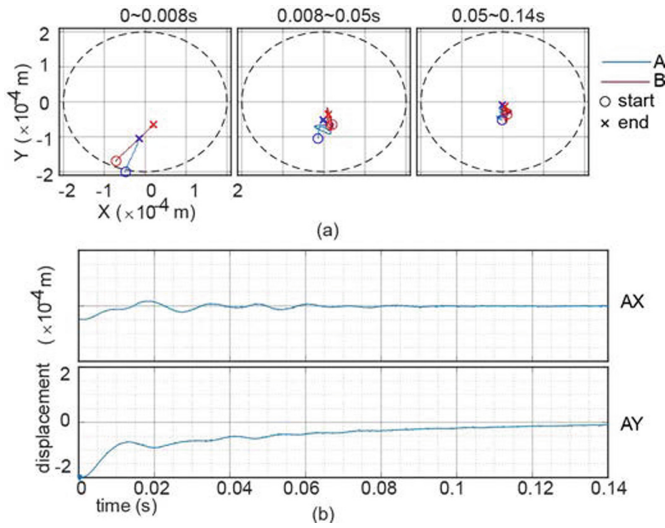 0~0.008s 0.008~0.05s 0.05~0.14s
2
1
0
-1
-2
Y (×10⁻⁴ m)
-2 -1 0 1 2 2
X (×10⁻⁴ m)
A
B
start
end
(a)
(×10⁻⁴ m)
AX
displacement
2
0
-2
AY
0 0.02 0.04 0.06 0.08 0.1 0.12 0.14
time (s)
(b)